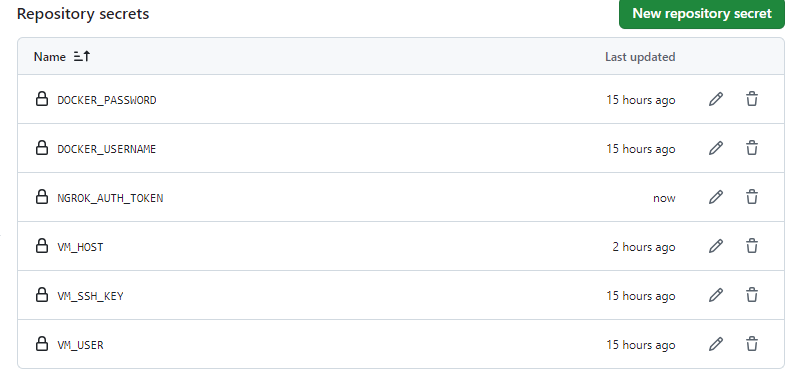 Repository secrets
New repository secret
Name Last updated
DOCKER_PASSWORD 15 hours ago
DOCKER_USERNAME 15 hours ago
NGROK_AUTH_TOKEN now
VM_HOST 2 hours ago
VM_SSH_KEY 15 hours ago
VM_USER 15 hours ago